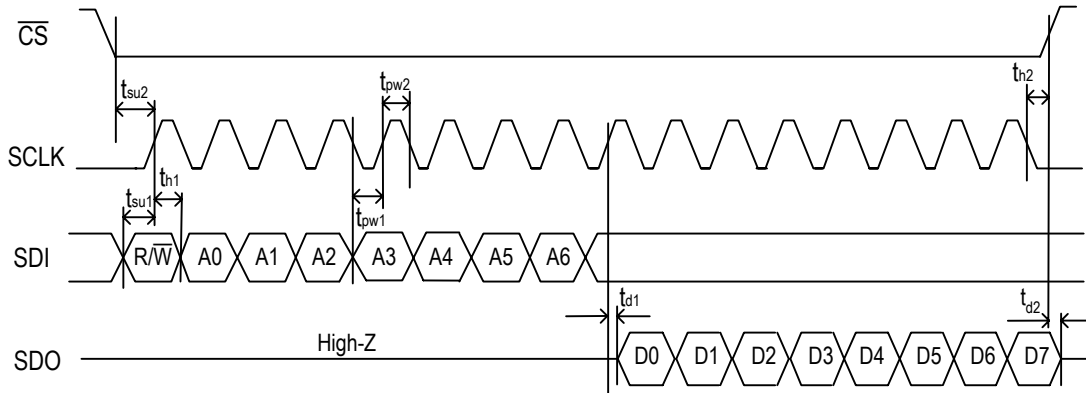 C̅S̅
tsu2
tpw2
th2
SCLK
tsu1
th1
tpw1
SDI
R/W̅ A0 A1 A2 A3 A4 A5 A6
td1
td2
SDO
High-Z
D0 D1 D2 D3 D4 D5 D6 D7